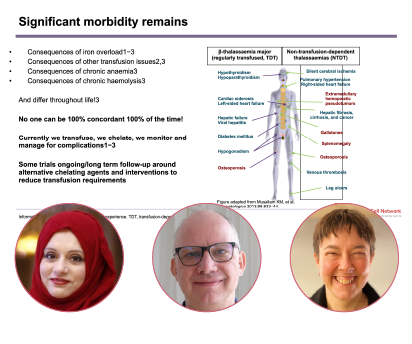 Significant morbidity remains
• Consequences of iron overload1−3
• Consequences of other transfusion issues2,3
• Consequences of chronic anaemia3
• Consequences of chronic haemolysis3
And differ throughout life!3
No one can be 100% concordant 100% of the time!
Currently we transfuse, we chelate, we monitor and
manage for complications1−3
Some trials ongoing/long term follow-up around
alternative chelating agents and interventions to
reduce transfusion requirements
β-thalassaemia major
(regularly transfused, TDT)
Non-transfusion-dependent
thalassaemias (NTDT)
Hypothyroidism
Hypoparathyroidism
Cardiac siderosis
Left-sided heart failure
Hepatic failure
Viral hepatitis
Diabetes mellitus
Hypogonadism
Osteoporosis
Silent cerebral ischemia
Pulmonary hypertension
Right-sided heart failure
Extramedullary
hematopoietic
pseudotumors
Hepatic fibrosis,
cirrhosis, and cancer
Gallstones
Splenomegaly
Osteoporosis
Venous thrombosis
Leg ulcers
Figure adapted from Musallam KM, et al.
experience. TDT,
Network